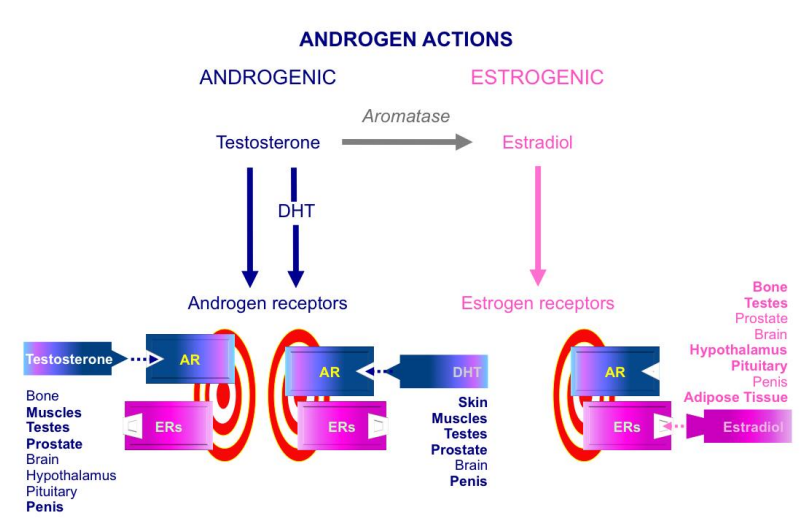 ANDROGEN ACTIONS
ANDROGENIC
ESTROGENIC
Aromatase
Testosterone
Estradiol
DHT
Androgen receptors
Estrogen receptors
Testosterone
AR
ERs
Bone
Muscles
Testes
Prostate
Brain
Hypothalamus
Pituitary
Penis
AR
DHT
ERs
Skin
Muscles
Testes
Prostate
Brain
Penis
Bone
Testes
Prostate
Brain
Hypothalamus
Pituitary
Penis
Adipose Tissue
AR
ERs
Estradiol